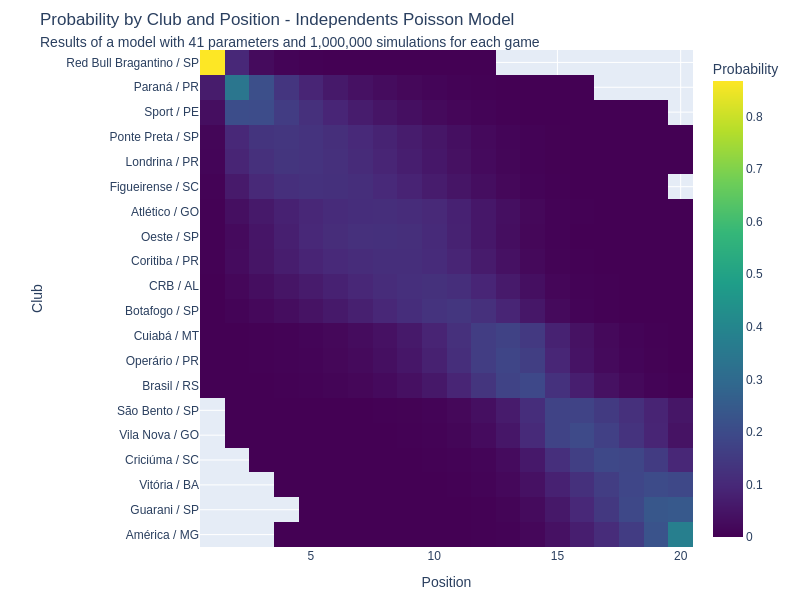 Probability by Club and Position - Independents Poisson Model
Results of a model with 41 parameters and 1,000,000 simulations for each game
Probability
Red Bull Bragantino / SP
Paraná / PR
Sport / PE
Ponte Preta / SP
Londrina / PR
Figueirense / SC
Atlético / GO
Oeste / SP
Coritiba / PR
CRB / AL
Botafogo / SP
Cuiabá / MT
Operário / PR
Brasil / RS
São Bento / SP
Vila Nova / GO
Criciúma / SC
Vitória / BA
Guarani / SP
América / MG
Club
5
10
15
20
Position
0.8
0.7
0.6
0.5
0.4
0.3
0.2
0.1
0